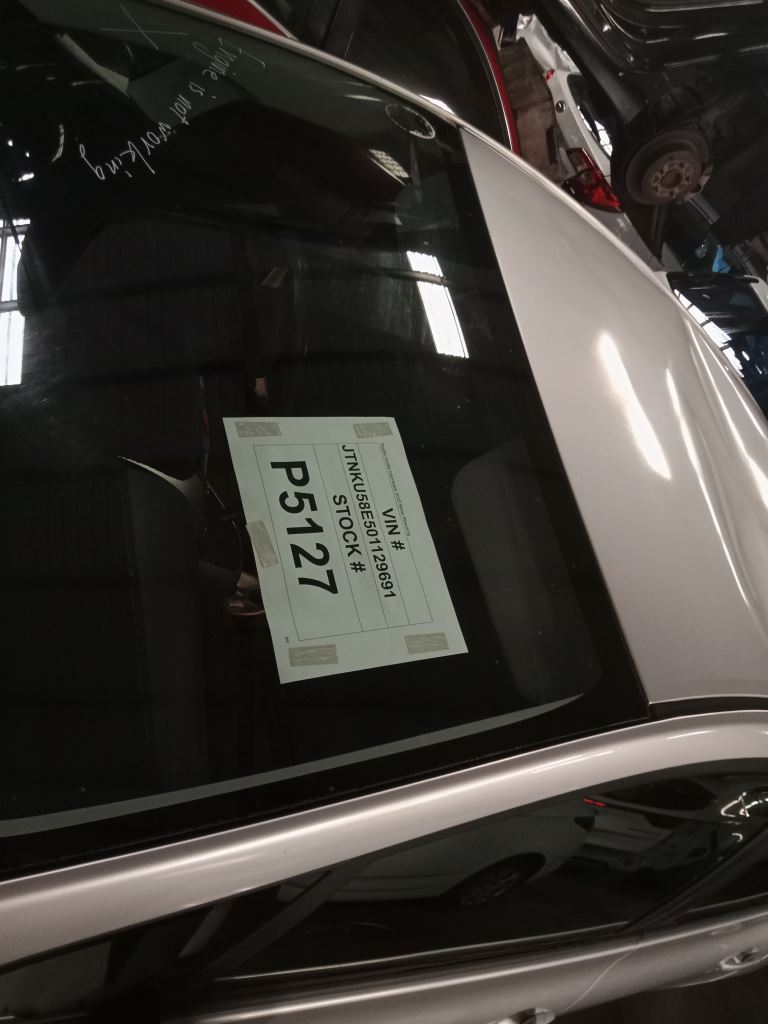 Engine is not working
VIN #
JTNKU58E501129691
STOCK #
P5127